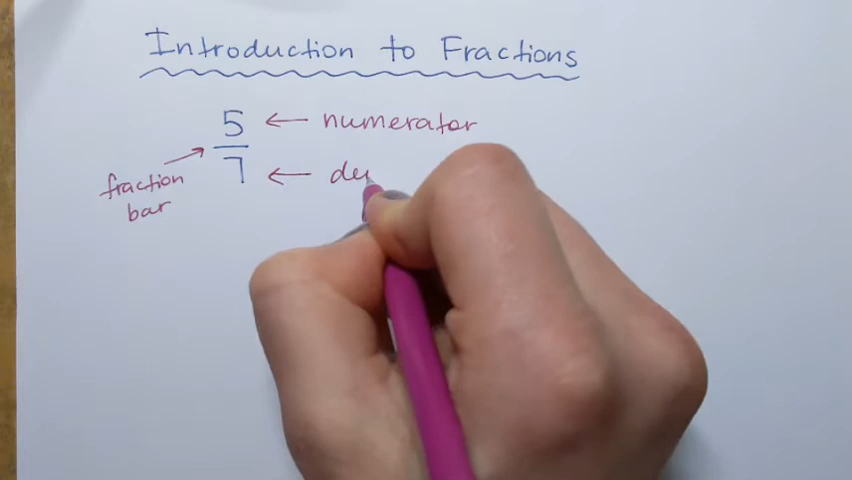 Introduction to Fractions
5 ← numerator
7 ←
fraction
bar